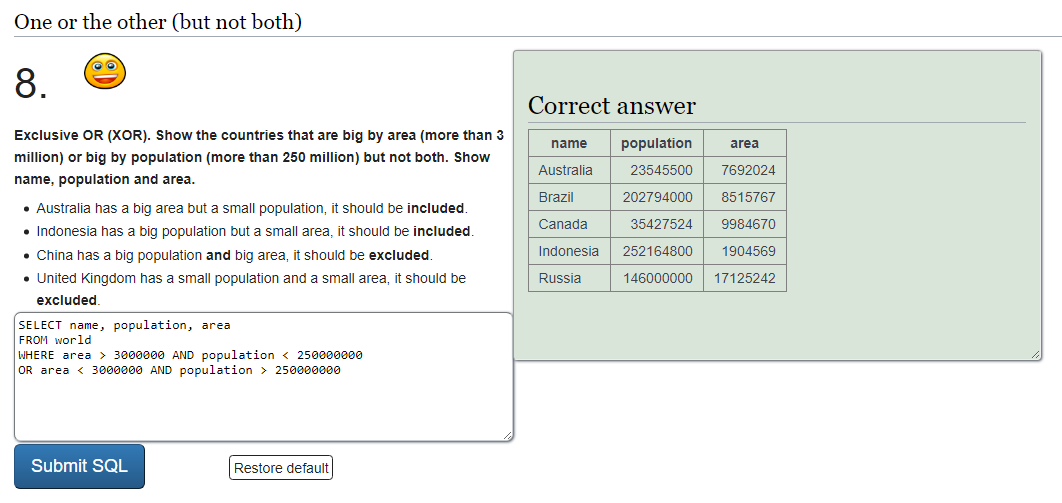 One or the other (but not both)
8.
Exclusive OR (XOR). Show the countries that are big by area (more than 3
million) or big by population (more than 250 million) but not both. Show
name, population and area.
• Australia has a big area but a small population, it should be included.
• Indonesia has a big population but a small area, it should be included.
• China has a big population and big area, it should be excluded.
• United Kingdom has a small population and a small area, it should be
excluded.
SELECT name, population, area
FROM world
WHERE area > 3000000 AND population < 250000000
OR area < 3000000 AND population > 250000000
Submit SQL
Restore default
Correct answer
name population area
Australia 23545500 7692024
Brazil 202794000 8515767
Canada 35427524 9984670
Indonesia 252164800 1904569
Russia 146000000 17125242